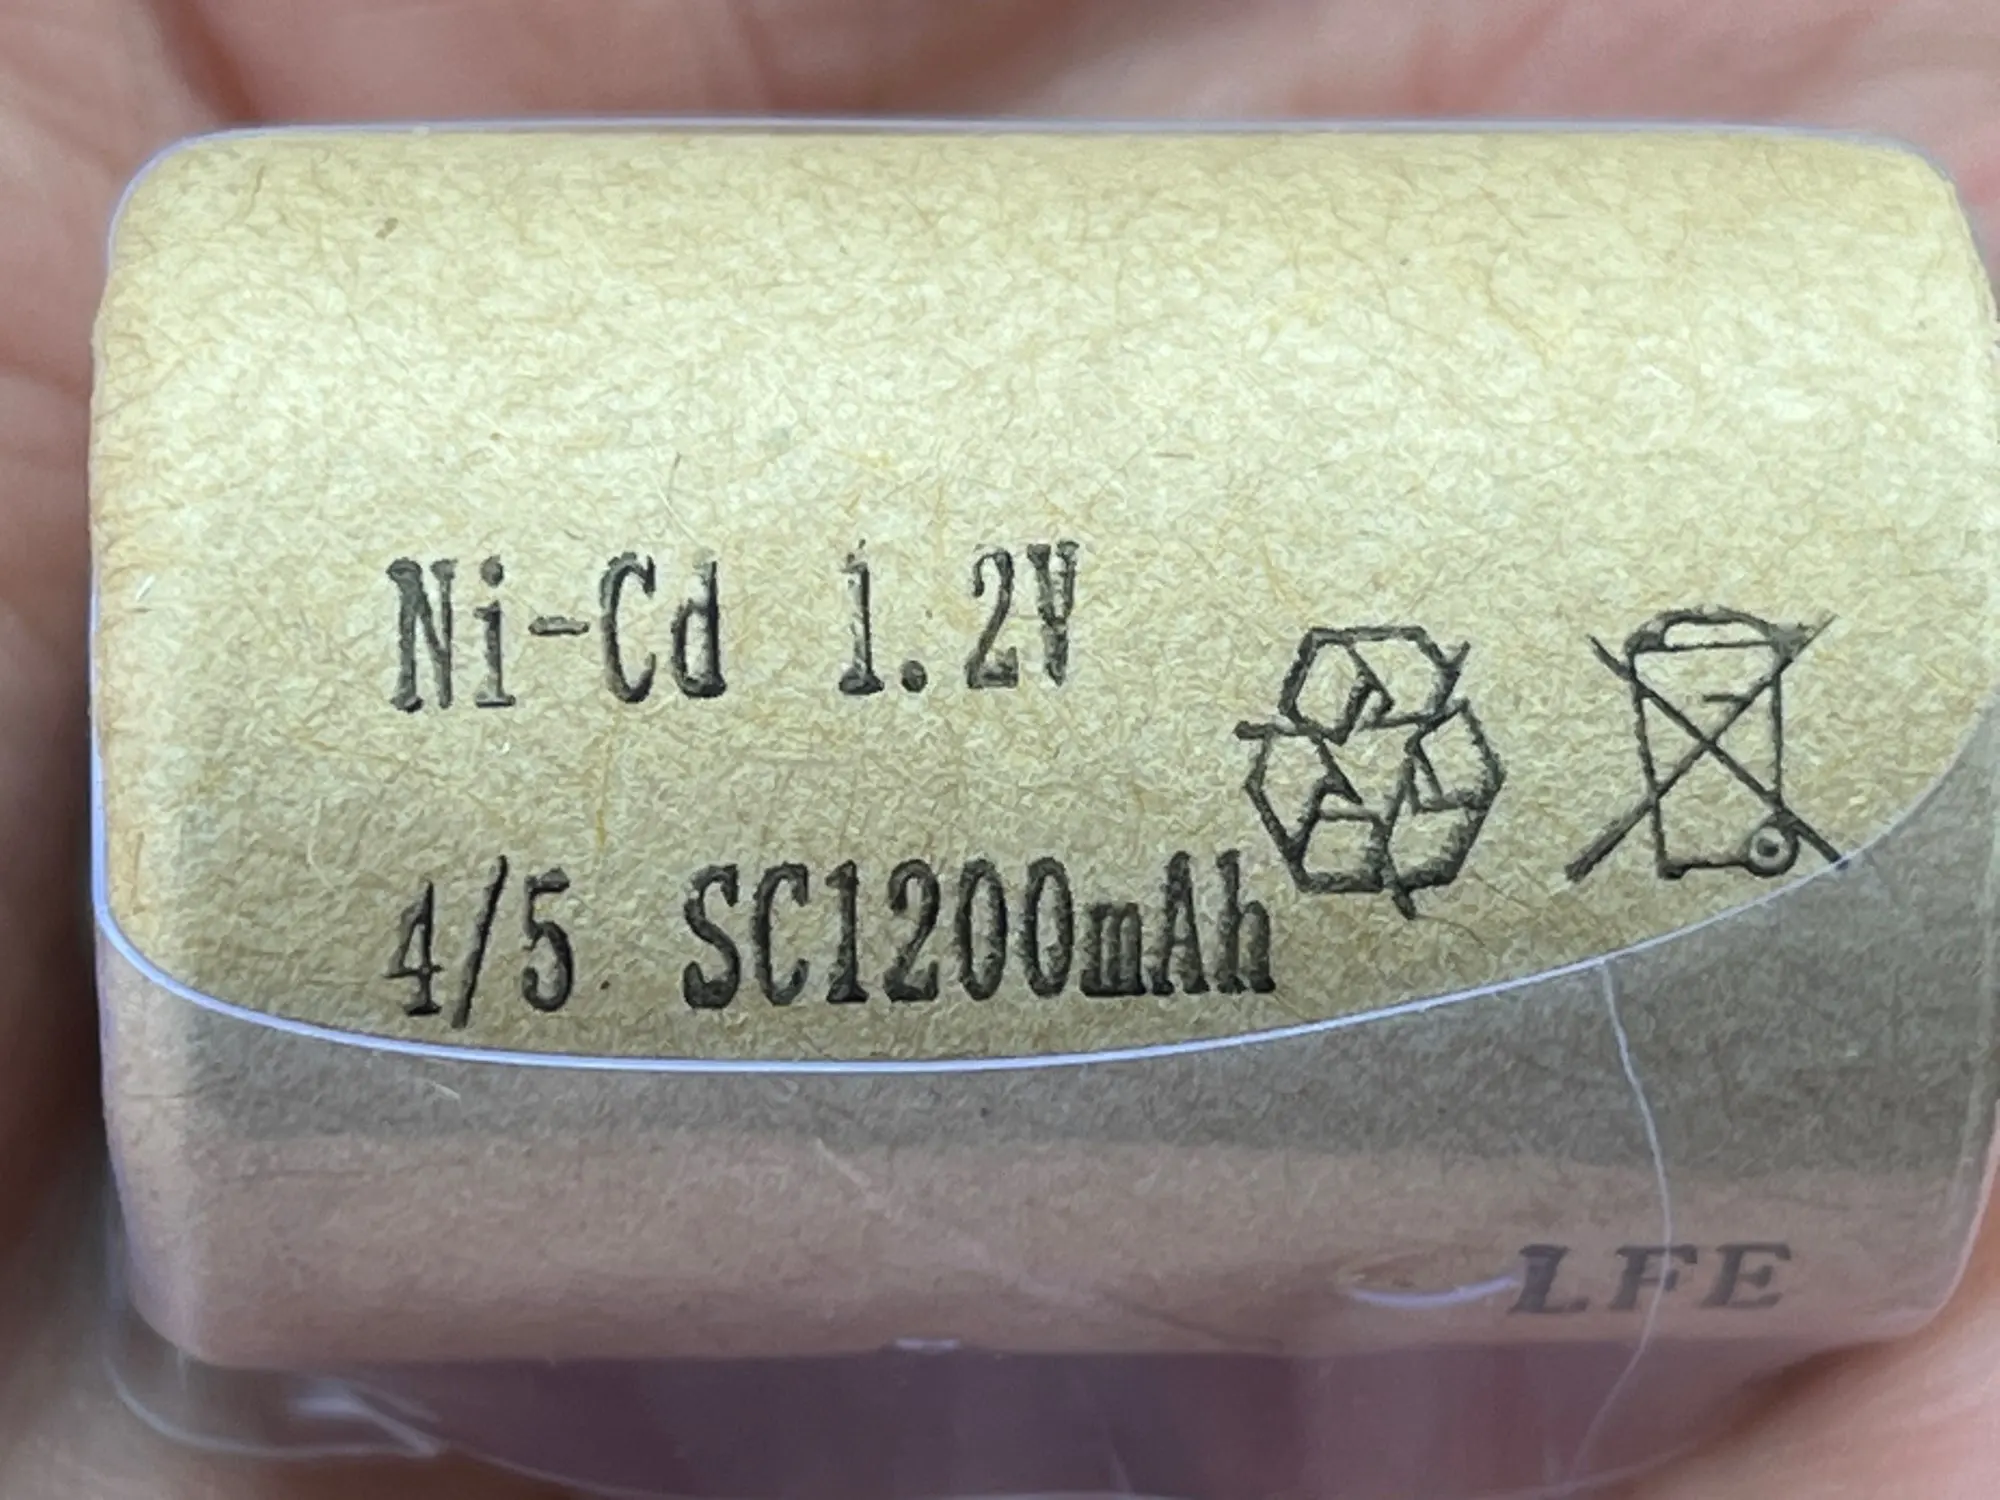 Ni-Cd 1.2V
4/5 SC1200mAh
LFE